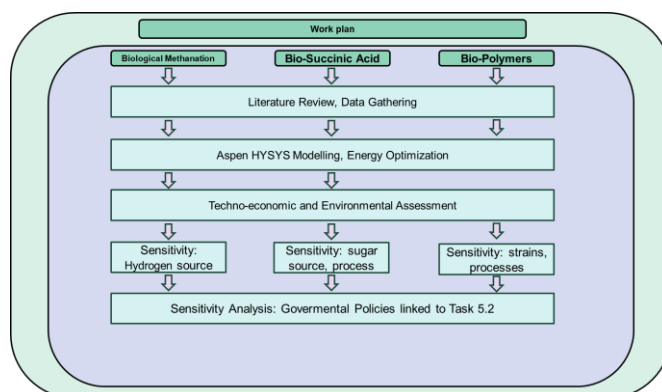 Work plan
Biological Methanation
Bio-Succinic Acid
Bio-Polymers
Literature Review, Data Gathering
Aspen HYSYS Modelling, Energy Optimization
Techno-economic and Environmental Assessment
Sensitivity:
Hydrogen source
Sensitivity: sugar
source, process
Sensitivity: strains,
processes
Sensitivity Analysis: Govermental Policies linked to Task 5.2